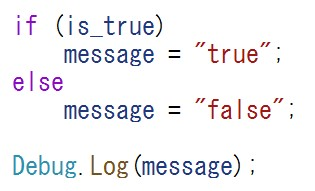 if (is_true)
    message = "true";
else
    message = "false";

Debug.Log(message);